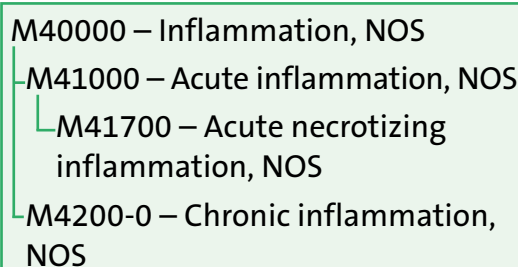 M40000 – Inflammation, NOS
M41000 – Acute inflammation, NOS
M41700 – Acute necrotizing
inflammation, NOS
M4200-0 – Chronic inflammation,
NOS